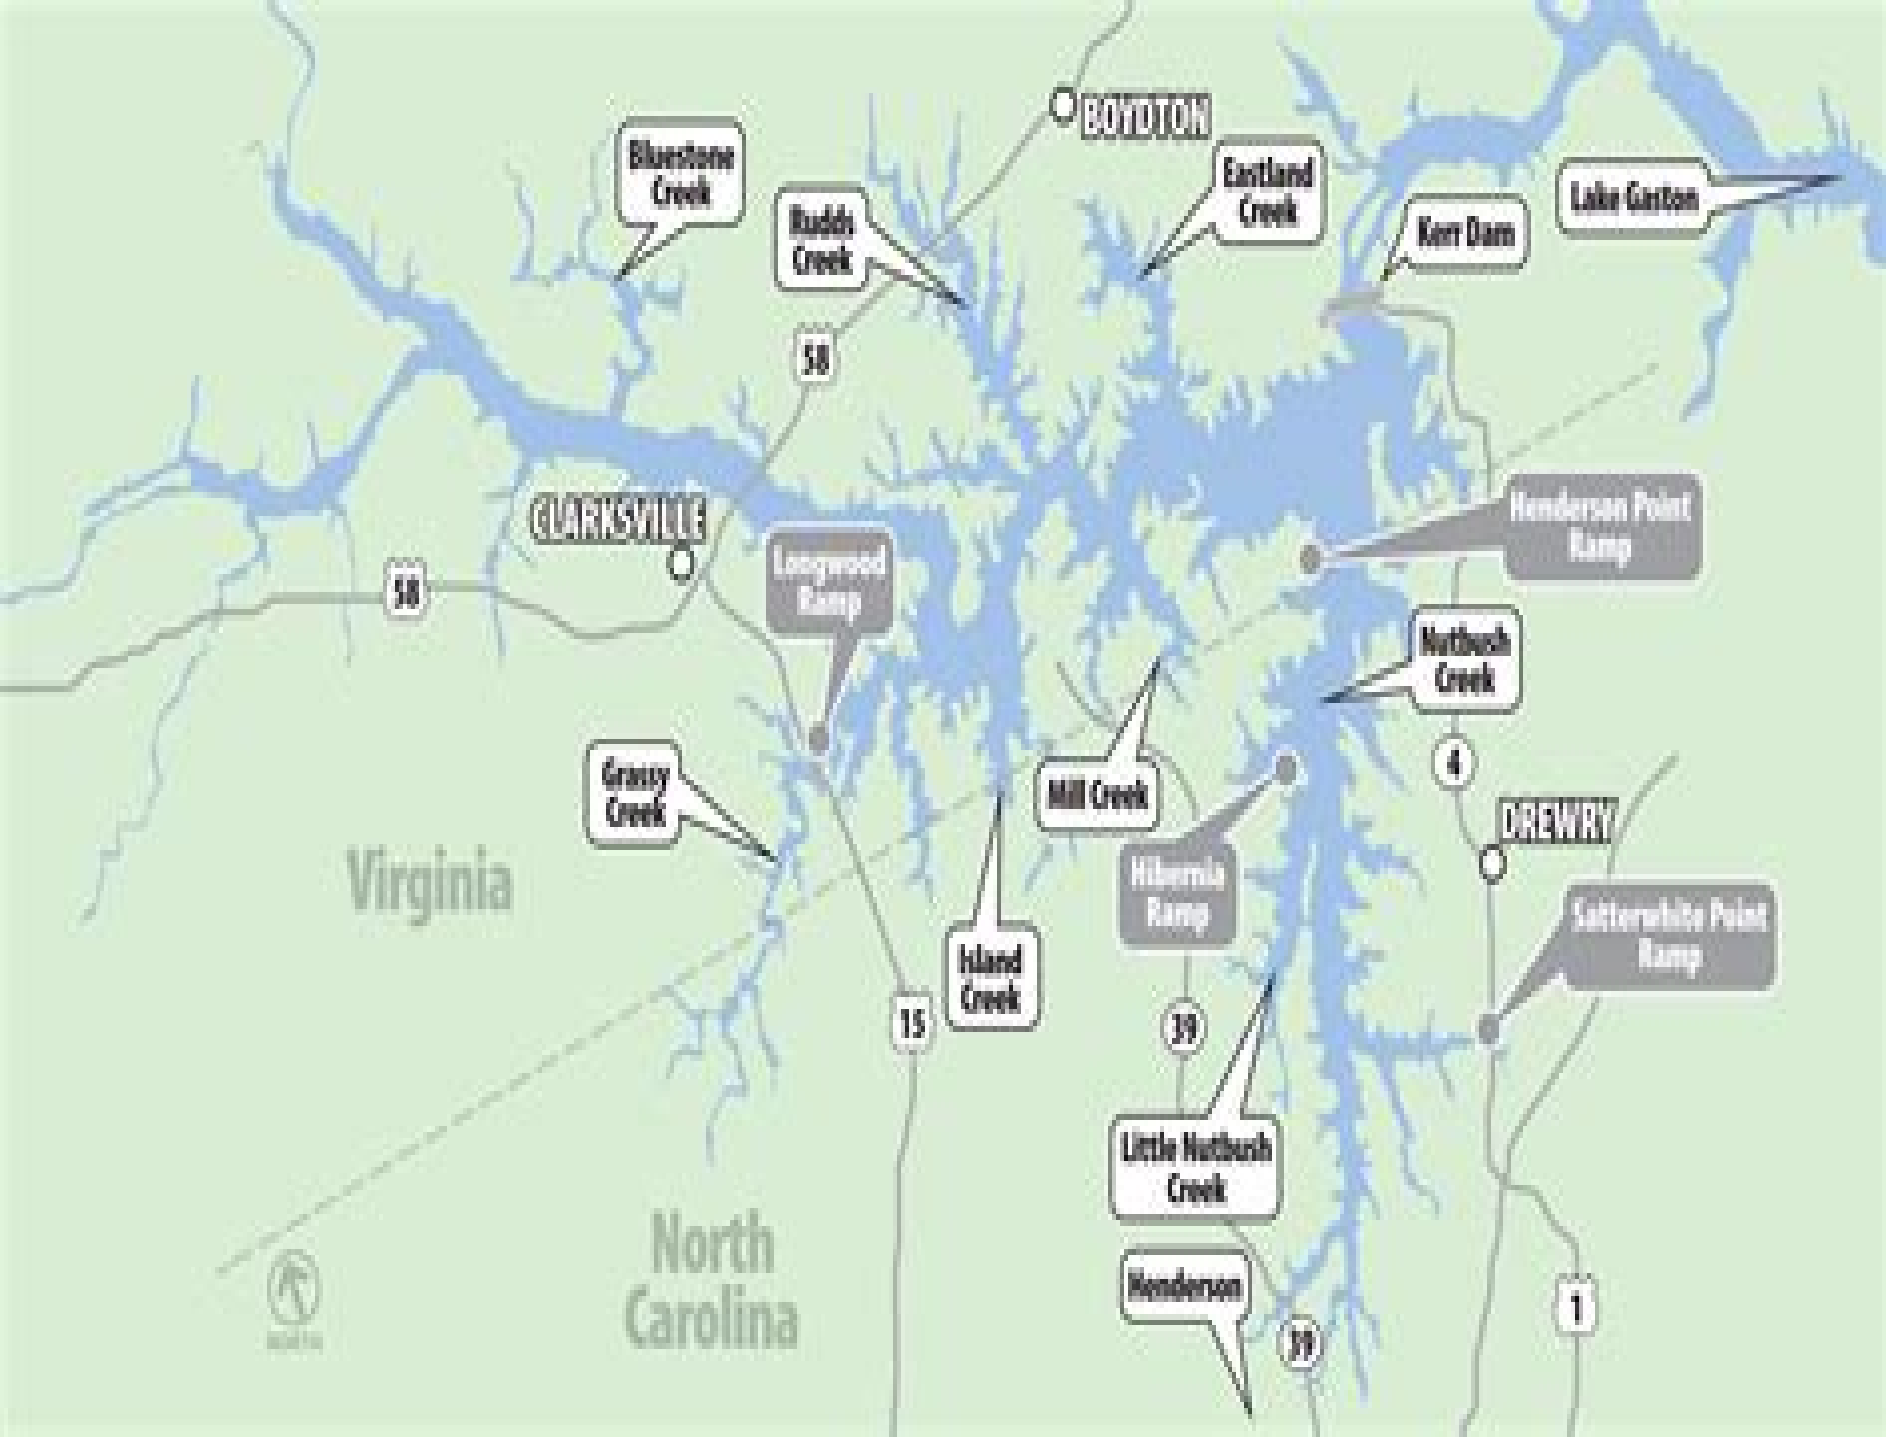 BOYDTON
Bluestone
Creek
Eastland
Creek
Lake Gaston
Rudds
Creek
Kerr Dam
58
CLARKSVILLE
Henderson Point
Ramp
Longwood
Ramp
58
Nutbush
Creek
Grassy
Creek
Mill Creek
4
DREWRY
Virginia
Hibernia
Ramp
Satterwhite Point
Ramp
Island
Creek
15
39
Little Nutbush
Creek
North
Carolina
Henderson
1
39